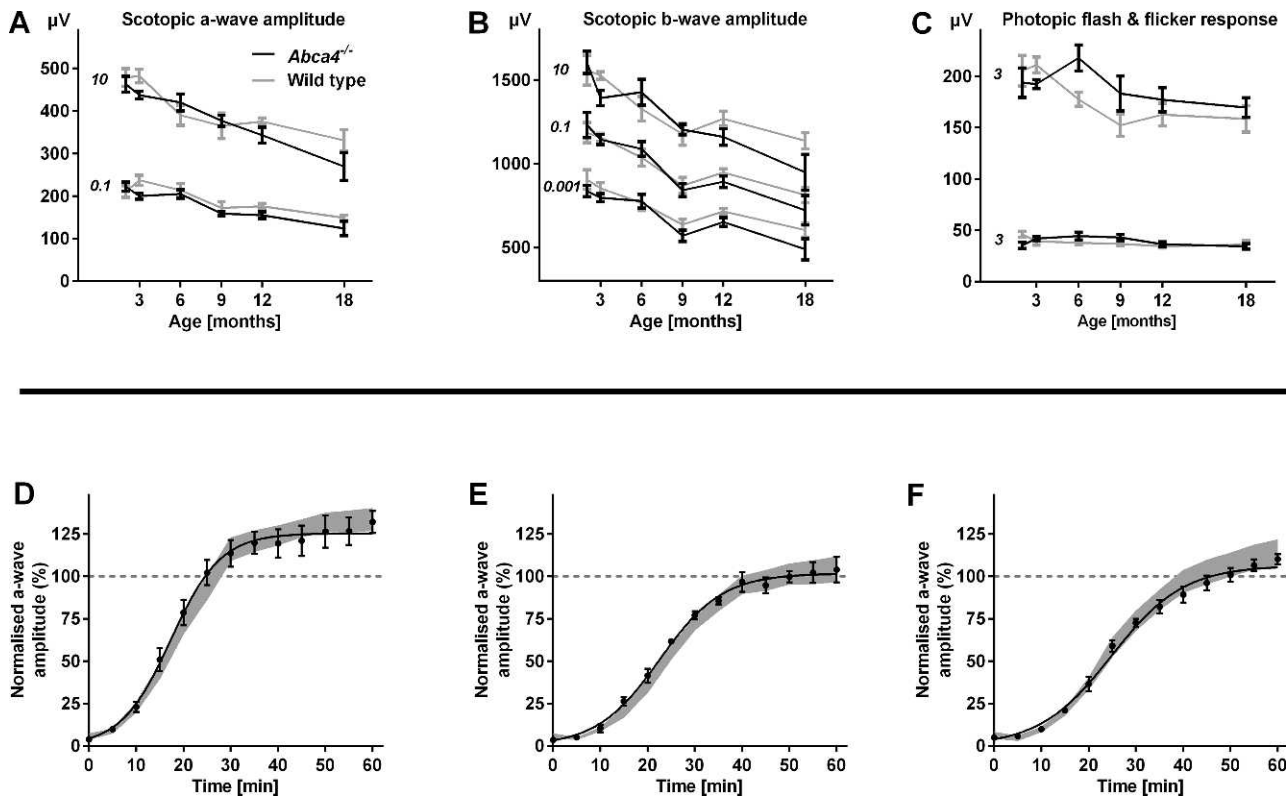 A
µV
Scotopic a-wave amplitude
Abca4-/-
Wild type
500
400
300
200
100
0
10
0.1
3 6 9 12 18
Age [months]
B
µV
Scotopic b-wave amplitude
1500
1000
500
10
0.1
0.001
3 6 9 12 18
Age [months]
C
µV
Photopic flash & flicker response
200
150
100
50
0
3
3
3 6 9 12 18
Age [months]
D
Normalised a-wave
amplitude (%)
125
100
75
50
25
0
0 10 20 30 40 50 60
Time [min]
E
Normalised a-wave
amplitude (%)
125
100
75
50
25
0
0 10 20 30 40 50 60
Time [min]
F
Normalised a-wave
amplitude (%)
125
100
75
50
25
0
0 10 20 30 40 50 60
Time [min]